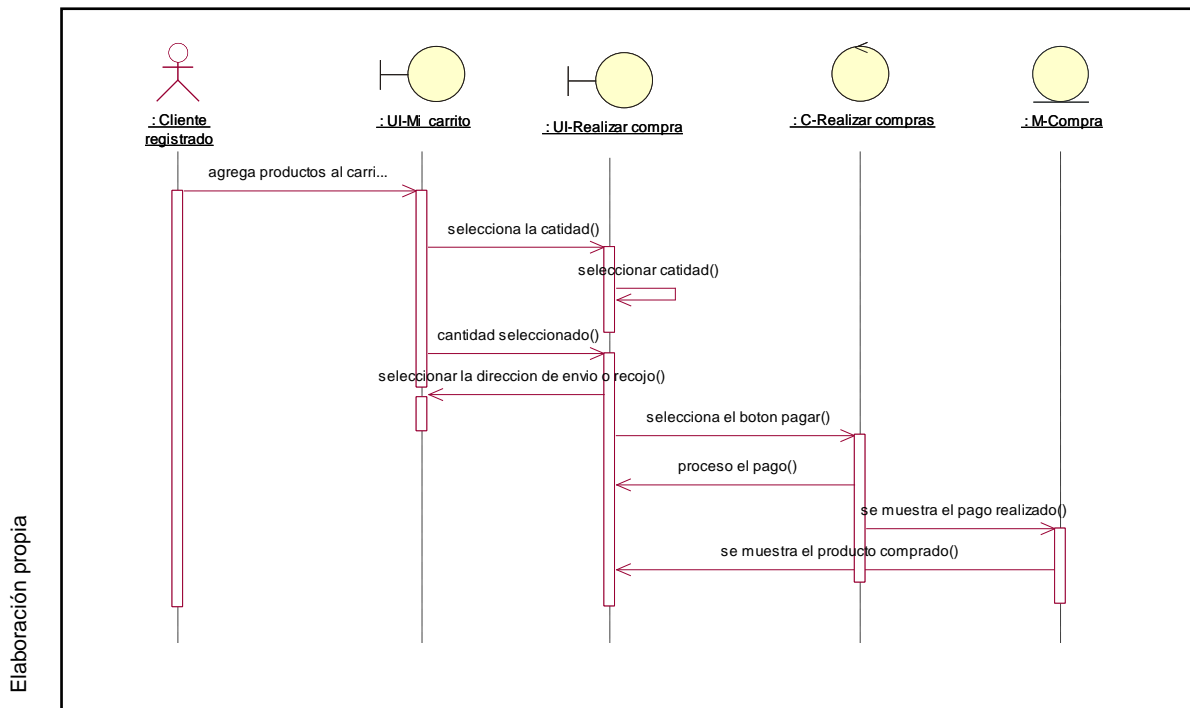 : Cliente
registrado
: UI-Mi carrito
: UI-Realizar compra
: C-Realizar compras
: M-Compra
agrega productos al carri...
selecciona la catidad()
seleccionar catidad()
cantidad seleccionado()
seleccionar la direccion de envio o recojo()
selecciona el boton pagar()
proceso el pago()
se muestra el pago realizado()
se muestra el producto comprado()
Elaboración propia